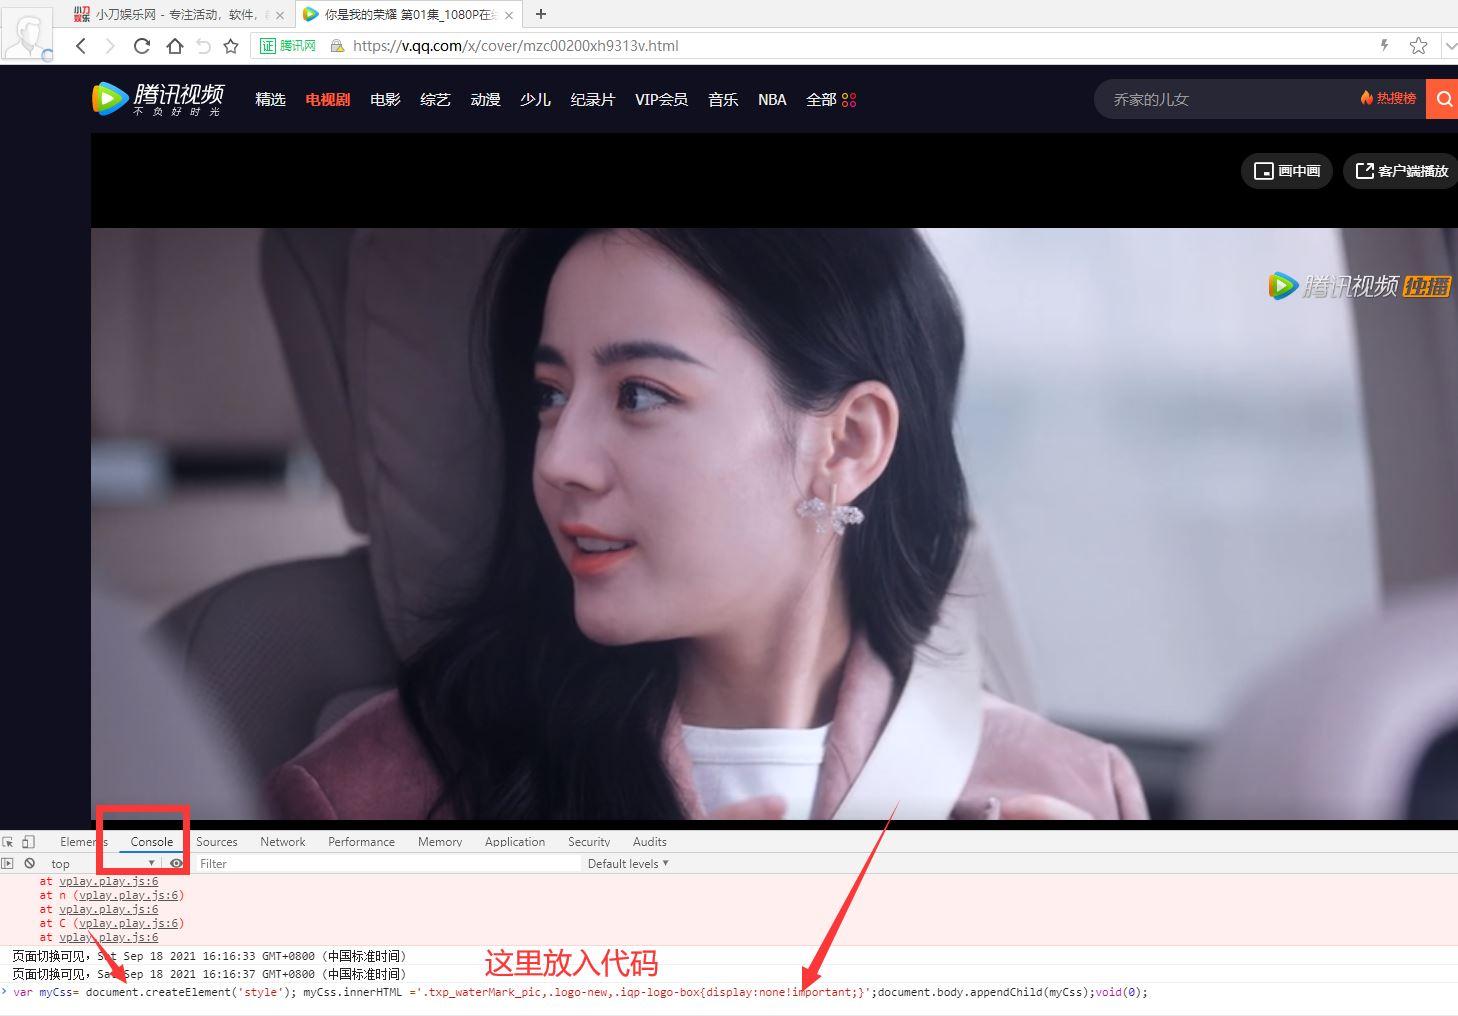 小刀娱乐网 - 专注活动，软件，
你是我的荣耀 第01集_1080P在
证 腾讯网 https://v.qq.com/x/cover/mzc00200xh9313v.html
腾讯视频
不负好时光
精选 电视剧 电影 综艺 动漫 少儿 纪录片 VIP会员 音乐 NBA 全部
乔家的儿女 热搜榜
画中画 客户端播放
腾讯视频 独播
Elements Console Sources Network Performance Memory Application Security Audits
top Filter Default levels
at vplay.play.js:6
at n (vplay.play.js:6)
at vplay.play.js:6
at C (vplay.play.js:6)
at vplay.play.js:6
页面切换可见，Sat Sep 18 2021 16:16:33 GMT+0800 (中国标准时间)
页面切换可见，Sat Sep 18 2021 16:16:37 GMT+0800 (中国标准时间)
这里放入代码
var myCss= document.createElement('style'); myCss.innerHTML ='.txp_waterMark_pic,.logo-new,.iqp-logo-box{display:none!important;}';document.body.appendChild(myCss);void(0);